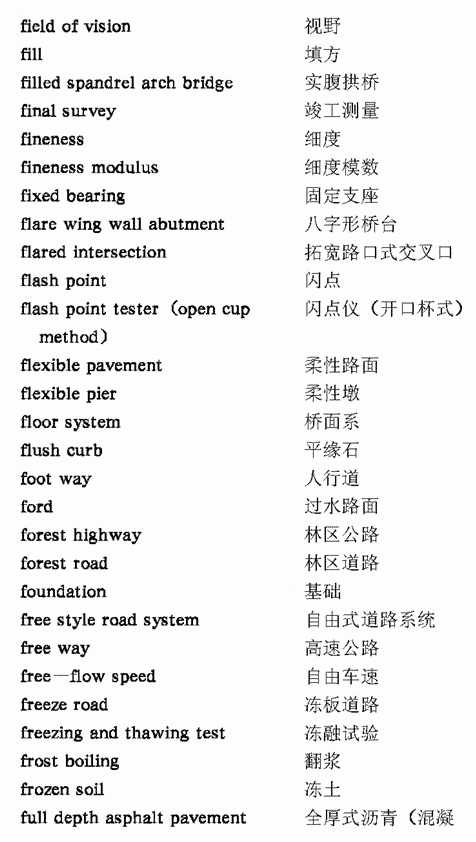 field of vision 视野
fill 填方
filled spandrel arch bridge 实腹拱桥
final survey 竣工测量
fineness 细度
fineness modulus 细度模数
fixed bearing 固定支座
flare wing wall abutment 八字形桥台
flared intersection 拓宽路口式交叉口
flash point 闪点
flash point tester (open cup 闪点仪（开口杯式）
method)
flexible pavement 柔性路面
flexible pier 柔性墩
floor system 桥面系
flush curb 平缘石
foot way 人行道
ford 过水路面
forest highway 林区公路
forest road 林区道路
foundation 基础
free style road system 自由式道路系统
free way 高速公路
free—flow speed 自由车速
freeze road 冻板道路
freezing and thawing test 冻融试验
frost boiling 翻浆
frozen soil 冻土
full depth asphalt pavement 全厚式沥青（混凝